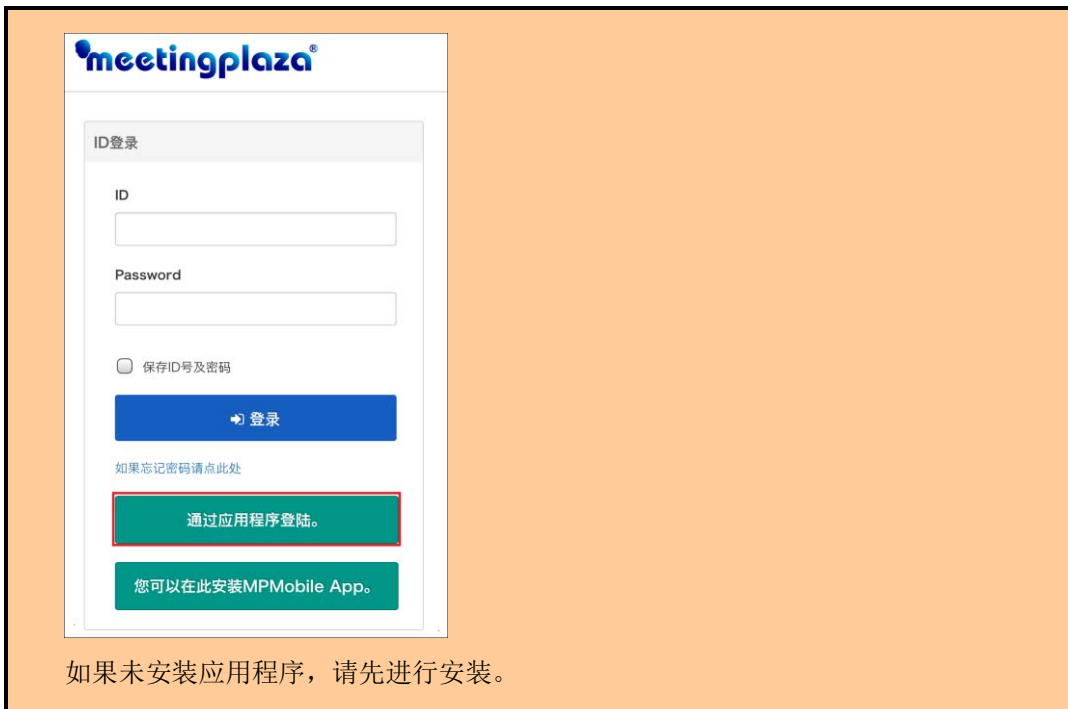 meetingplaza®
ID登录
ID
Password
保存ID号及密码
登录
如果忘记密码请点此处
通过应用程序登陆。
您可以在此安装MPMobile App。
如果未安装应用程序，请先进行安装。